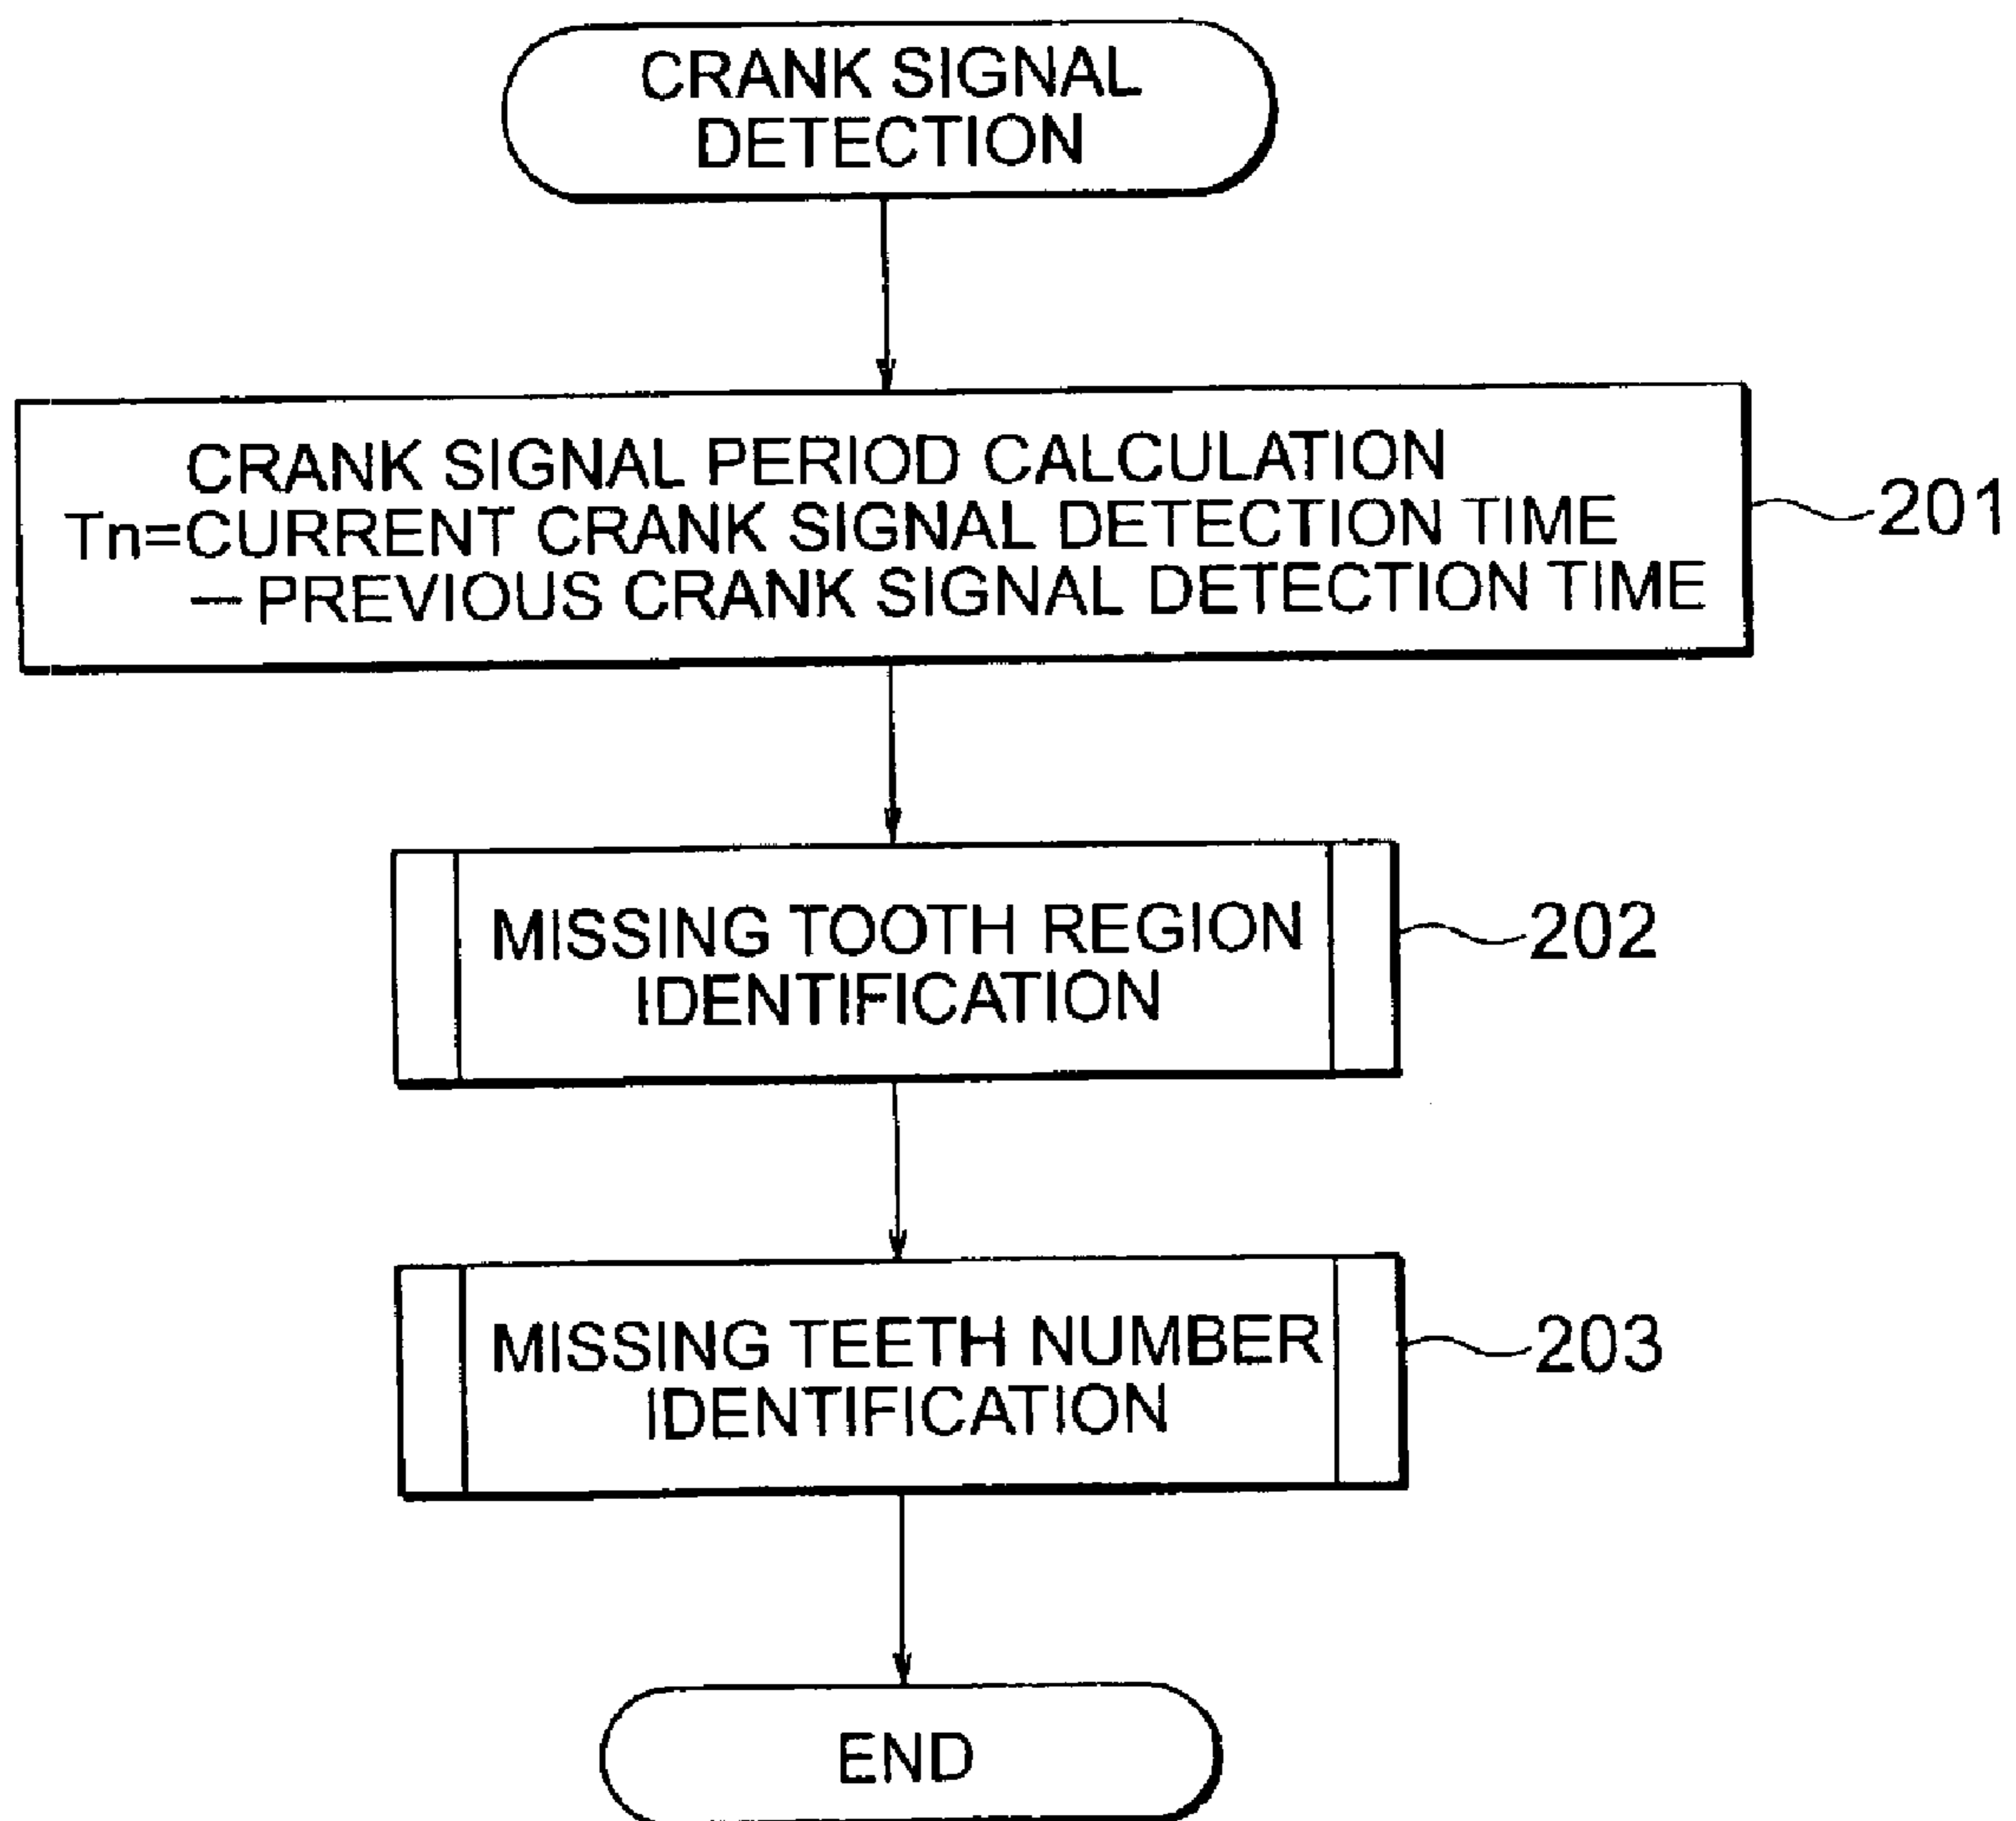 CRANK SIGNAL
DETECTION
CRANK SIGNAL PERIOD CALCULATION
Tn=CURRENT CRANK SIGNAL DETECTION TIME
— PREVIOUS CRANK SIGNAL DETECTION TIME
201
MISSING TOOTH REGION
IDENTIFICATION
202
MISSING TEETH NUMBER
IDENTIFICATION
203
END